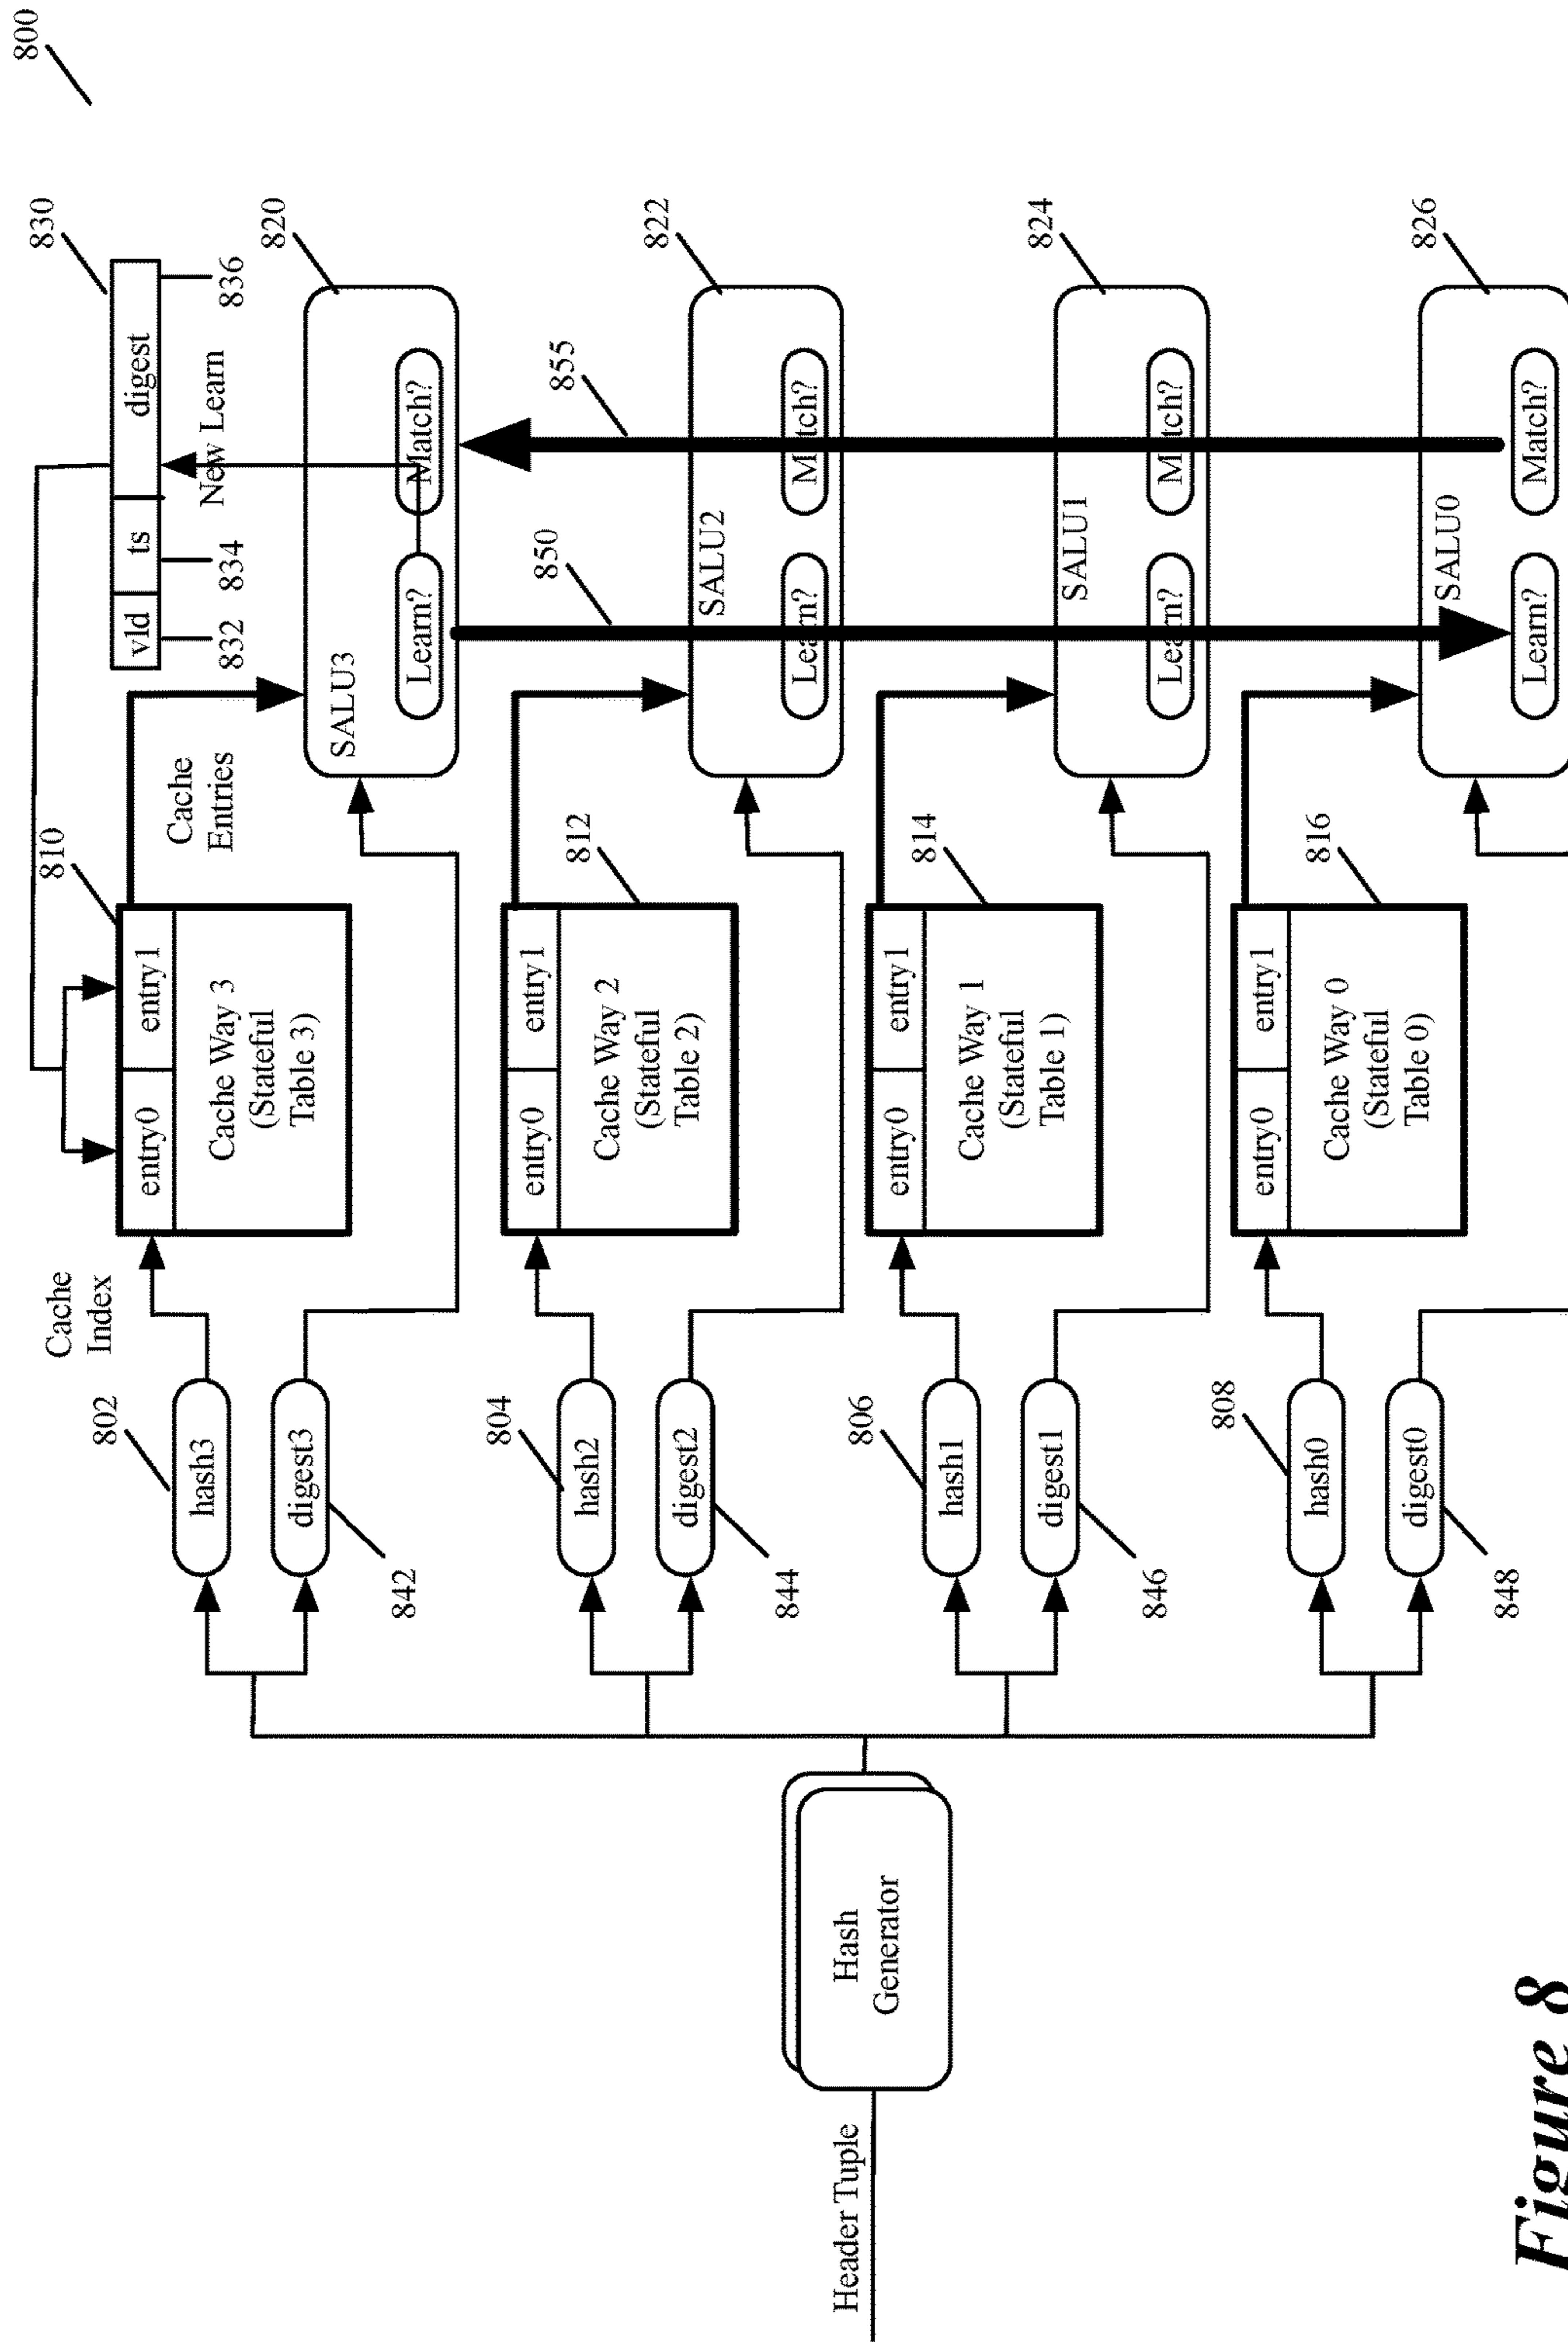 800
Header Tuple
Hash
Generator
802
hash3
digest3
842
Cache
Index
810
entry0
entry1
Cache Way 3
(Stateful
Table 3)
Cache
Entries
830
vld
ts
digest
832
834
836
New Learn
820
SALU3
Learn?
Match?
804
hash2
digest2
844
812
entry0
entry1
Cache Way 2
(Stateful
Table 2)
850
855
822
SALU2
Learn?
Match?
806
hash1
digest1
846
814
entry0
entry1
Cache Way 1
(Stateful
Table 1)
824
SALU1
Learn?
Match?
808
hash0
digest0
848
816
entry0
entry1
Cache Way 0
(Stateful
Table 0)
826
SALU0
Learn?
Match?
Figure 8